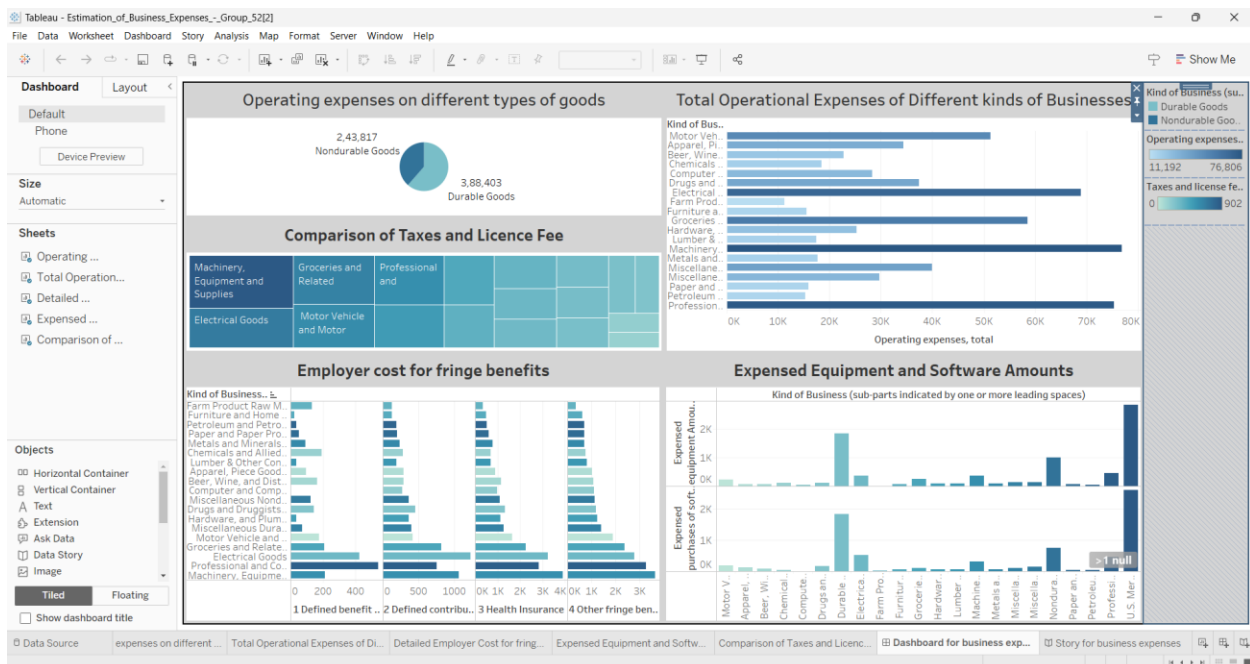 Tableau - Estimation_of_Business_Expenses_-_Group_52[2]
File Data Worksheet Dashboard Story Analysis Map Format Server Window Help
Show Me
Dashboard Layout
Default
Phone
Device Preview
Size
Automatic
Sheets
Operating ...
Total Operation...
Detailed ...
Expensed ...
Comparison of ...
Objects
Horizontal Container
Vertical Container
Text
Extension
Ask Data
Data Story
Image
Tiled Floating
Show dashboard title
Operating expenses on different types of goods
2,43,817
Nondurable Goods
3,88,403
Durable Goods
Comparison of Taxes and Licence Fee
Machinery,
Equipment and
Supplies
Electrical Goods
Groceries and
Related
Motor Vehicle
and Motor
Professional
and
Total Operational Expenses of Different kinds of Businesses
Kind of Bus..
Motor Veh..
Apparel, Pi..
Beer, Wine..
Chemicals ..
Computer ..
Drugs and ..
Electrical ..
Farm Prod..
Furniture a..
Groceries ..
Hardware, ..
Lumber & ..
Machinery..
Metals and..
Miscellane..
Miscellane..
Paper and ..
Petroleum ..
Profession..
0K 10K 20K 30K 40K 50K 60K 70K 80K
Operating expenses, total
Kind of Business (su..
Durable Goods
Nondurable Goo..
Operating expenses..
11,192 76,806
Taxes and license fe..
0 902
Employer cost for fringe benefits
Kind of Business..
Farm Product Raw M..
Furniture and Home ..
Petroleum and Petro..
Paper and Paper Pro..
Metals and Minerals..
Chemicals and Allied..
Lumber & Other Con..
Apparel, Piece Good..
Beer, Wine, and Dist..
Computer and Comp..
Miscellaneous Nond..
Drugs and Druggists..
Hardware, and Plum..
Miscellaneous Dura..
Motor Vehicle and ..
Groceries and Relate..
Electrical Goods
Professional and Co..
Machinery, Equipme..
0 200 400 0 500 1000 0K 1K 2K 3K 4K 0K 1K 2K 3K
1 Defined benefit .. 2 Defined contribu.. 3 Health Insurance 4 Other fringe ben..
Expensed Equipment and Software Amounts
Kind of Business (sub-parts indicated by one or more leading spaces)
Expensed
equipment Amou..
2K
1K
0K
Expensed
purchases of soft..
2K
1K
0K
>1 null
Motor V..
Apparel, ..
Beer, Wi..
Chemical..
Compute..
Drugs an..
Durable ..
Electrica..
Farm Pro..
Furnitur..
Grocerie..
Hardwar..
Lumber ..
Machine..
Metals a..
Miscella..
Miscella..
Nondura..
Paper an..
Petroleu..
Professi..
U.S. Mer..
Data Source expenses on different ... Total Operational Expenses of Di... Detailed Employer Cost for fring... Expensed Equipment and Softw... Comparison of Taxes and Licenc... Dashboard for business exp... Story for business expenses